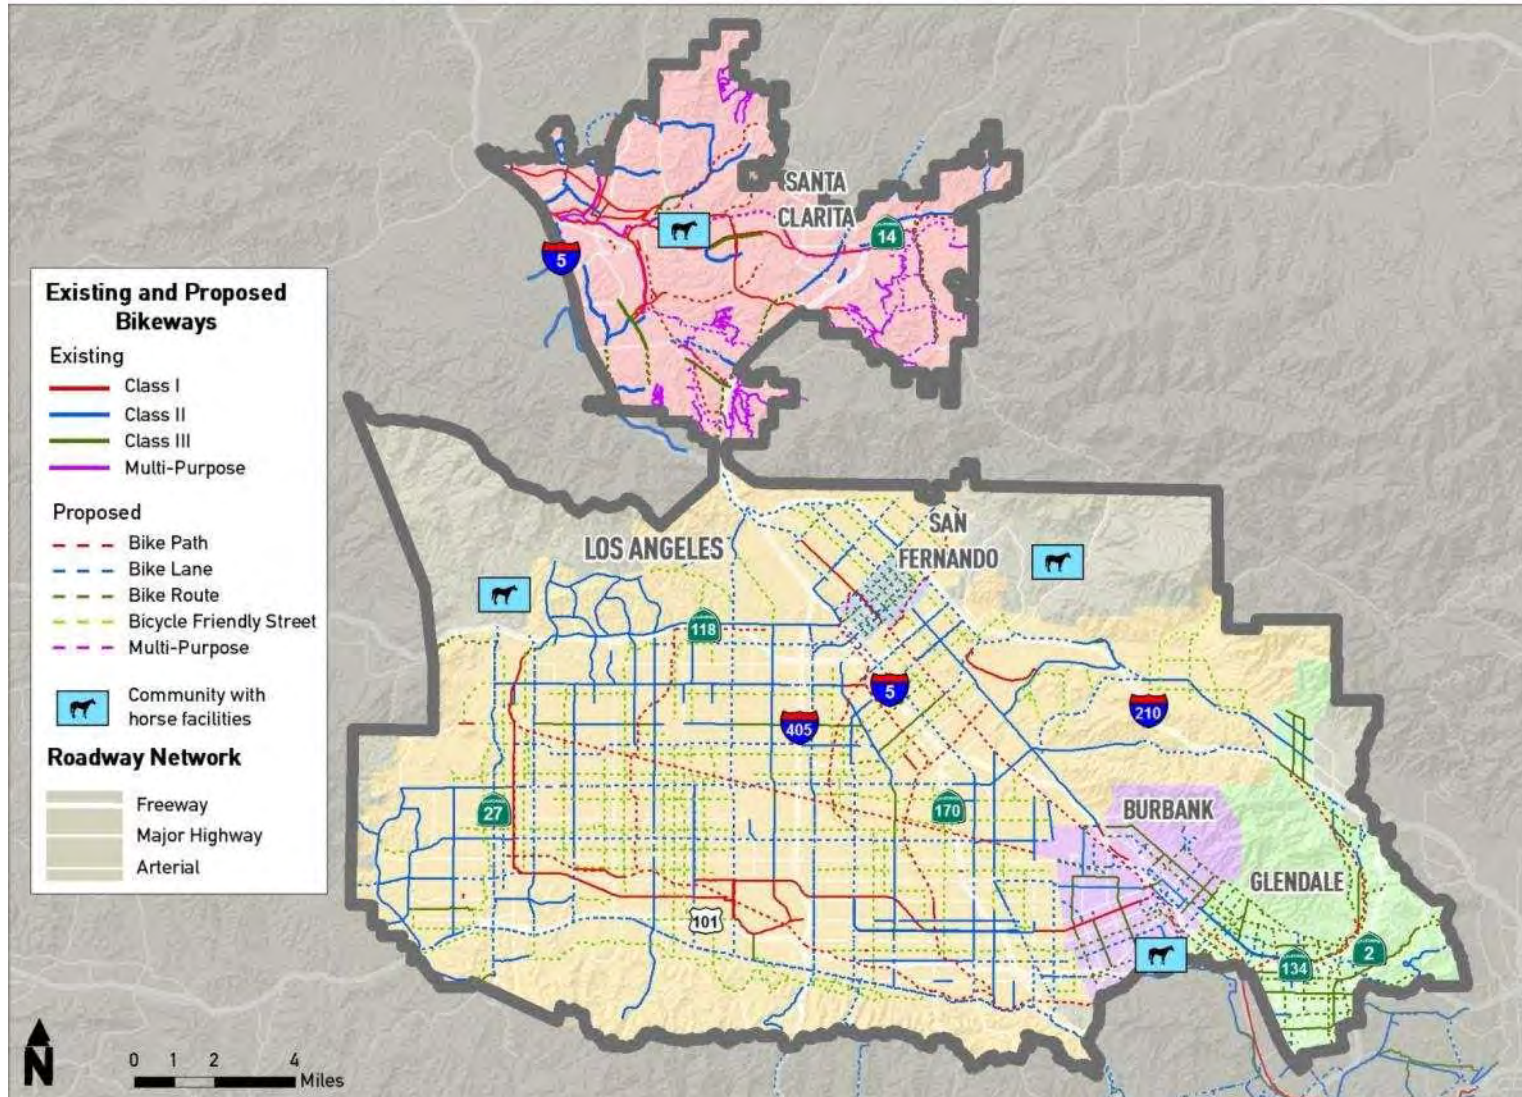 SANTA
CLARITA
14
5
Existing and Proposed
Bikeways
Existing
Class I
Class II
Class III
Multi-Purpose
Proposed
Bike Path
Bike Lane
Bike Route
Bicycle Friendly Street
Multi-Purpose
Community with
horse facilities
Roadway Network
Freeway
Major Highway
Arterial
SAN
FERNANDO
LOS ANGELES
118
5
405
210
27
170
BURBANK
GLENDALE
101
134
2
N
0 1 2 4
Miles